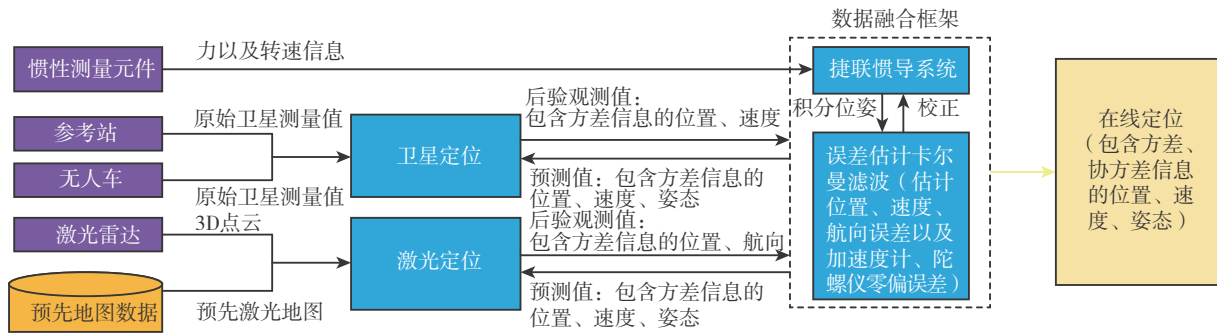 数据融合框架
惯性测量元件
力以及转速信息
捷联惯导系统
参考站
无人车
原始卫星测量值
原始卫星测量值
卫星定位
后验观测值：
包含方差信息的位置、速度
预测值：包含方差信息的
位置、速度、姿态
积分位姿
校正
误差估计卡尔
曼滤波（估计
位置、速度、
航向误差以及
加速度计、陀
螺仪零偏误差）
在线定位
（包含方差、
协方差信息
的位置、速
度、姿态）
激光雷达
3D点云
预先地图数据
预先激光地图
激光定位
后验观测值：
包含方差信息的位置、航向
预测值：包含方差信息的
位置、速度、姿态